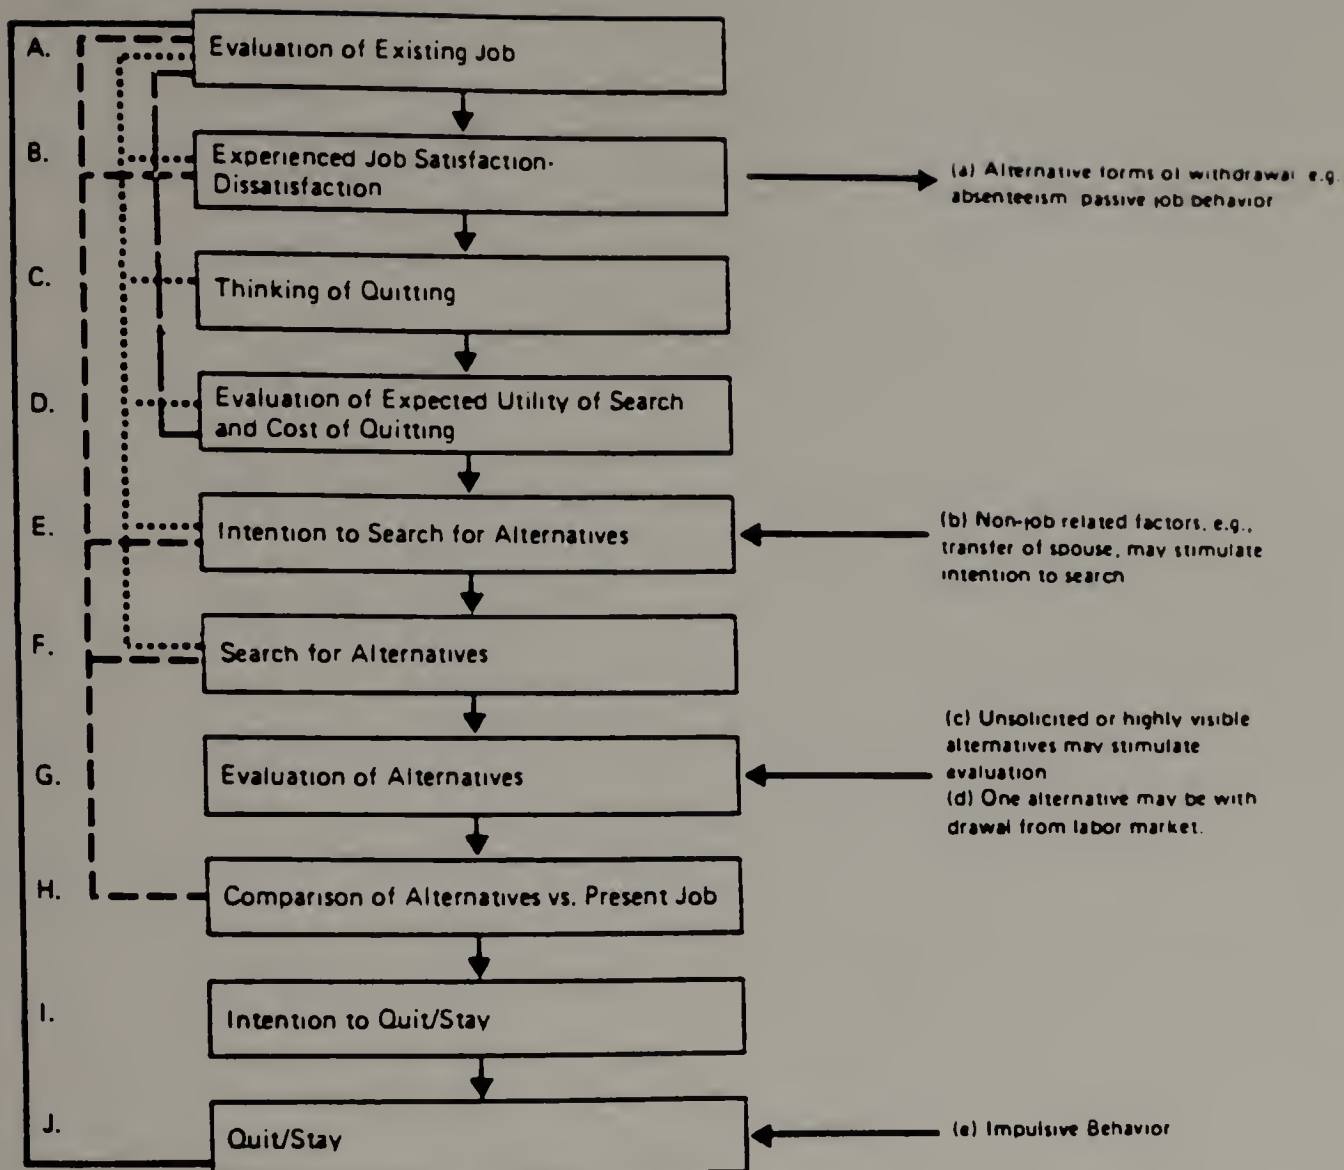 A.
Evaluation of Existing Job
B.
Experienced Job Satisfaction-
Dissatisfaction
(a) Alternative forms of withdrawal e.g.
absenteeism passive job behavior
C.
Thinking of Quitting
D.
Evaluation of Expected Utility of Search
and Cost of Quitting
E.
Intention to Search for Alternatives
(b) Non-job related factors, e.g.,
transfer of spouse, may stimulate
intention to search
F.
Search for Alternatives
G.
Evaluation of Alternatives
(c) Unsolicited or highly visible
alternatives may stimulate
evaluation
(d) One alternative may be with
drawal from labor market.
H.
Comparison of Alternatives vs. Present Job
I.
Intention to Quit/Stay
J.
Quit/Stay
(e) Impulsive Behavior